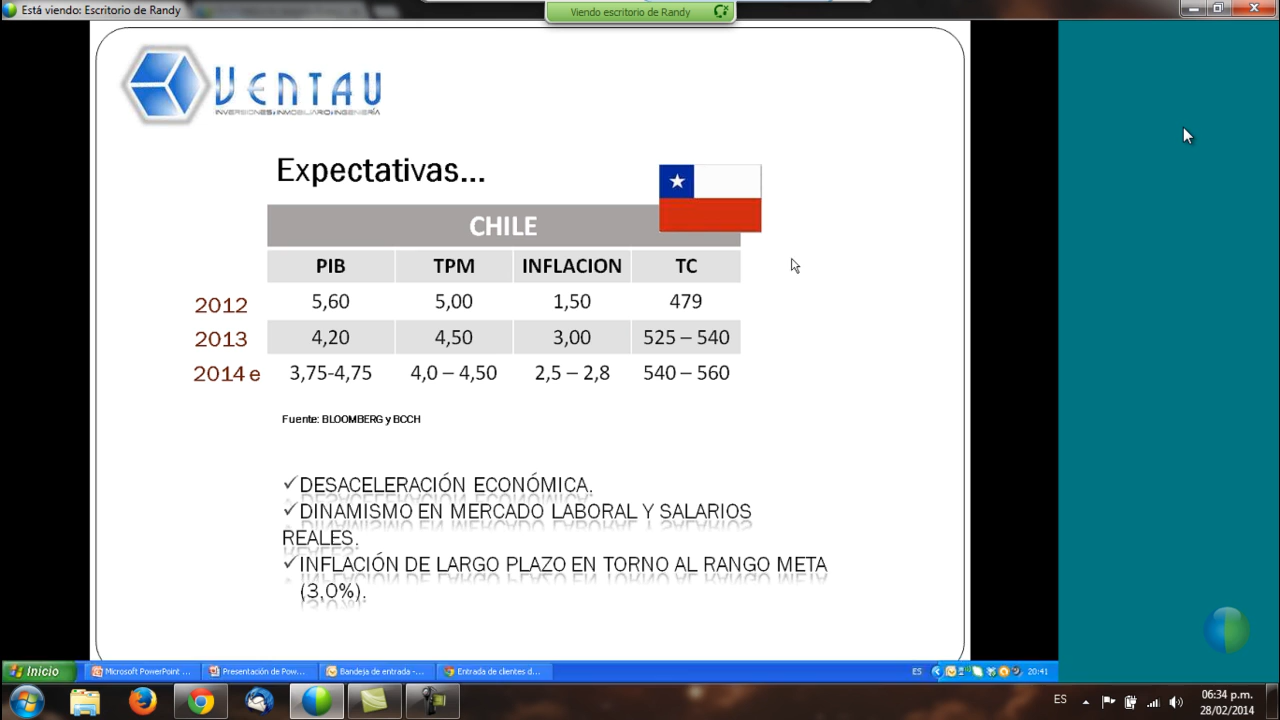 Está viendo: Escritorio de Randy
Viendo escritorio de Randy
VENTAU
INVERSIONES INMOBILIARIO INGENIERÍA
Expectativas...
CHILE
PIB TPM INFLACION TC
2012 5,60 5,00 1,50 479
2013 4,20 4,50 3,00 525 – 540
2014 e 3,75-4,75 4,0 – 4,50 2,5 – 2,8 540 – 560
Fuente: BLOOMBERG y BCCH
✓DESACELERACIÓN ECONÓMICA.
✓DINAMISMO EN MERCADO LABORAL Y SALARIOS
REALES.
✓INFLACIÓN DE LARGO PLAZO EN TORNO AL RANGO META
(3,0%).
Inicio Microsoft PowerPoint ... Presentación de Pow... Bandeja de entrada -... Entrada de clientes d... ES 20:41
ES 06:34 p.m.
28/02/2014